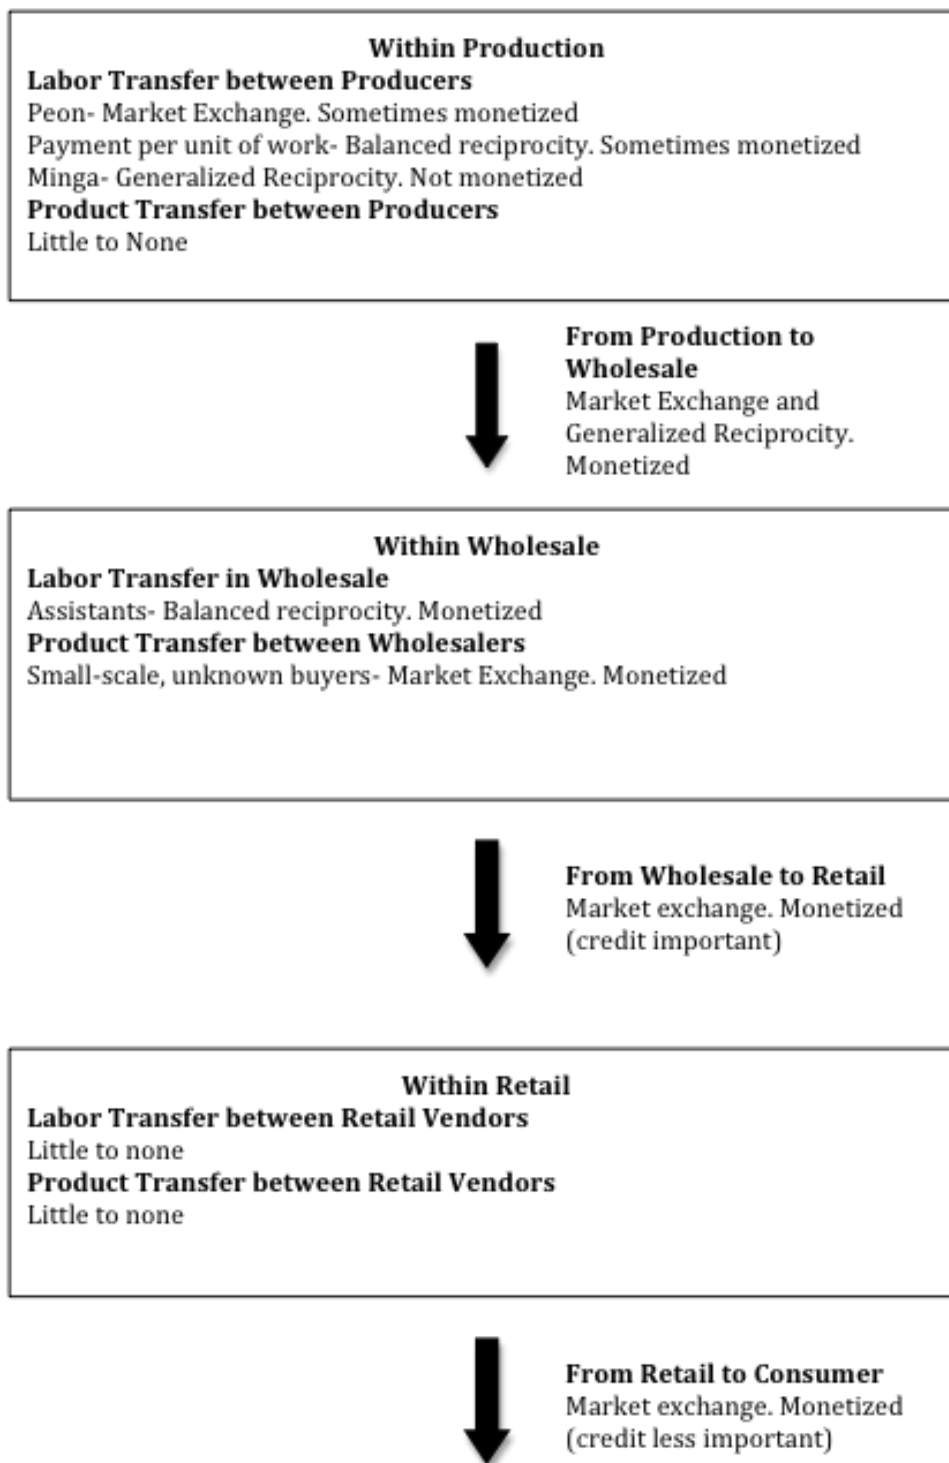 Within Production
Labor Transfer between Producers
Peon- Market Exchange. Sometimes monetized
Payment per unit of work- Balanced reciprocity. Sometimes monetized
Minga- Generalized Reciprocity. Not monetized
Product Transfer between Producers
Little to None
From Production to
Wholesale
Market Exchange and
Generalized Reciprocity.
Monetized
Within Wholesale
Labor Transfer in Wholesale
Assistants- Balanced reciprocity. Monetized
Product Transfer between Wholesalers
Small-scale, unknown buyers- Market Exchange. Monetized
From Wholesale to Retail
Market exchange. Monetized
(credit important)
Within Retail
Labor Transfer between Retail Vendors
Little to none
Product Transfer between Retail Vendors
Little to none
From Retail to Consumer
Market exchange. Monetized
(credit less important)